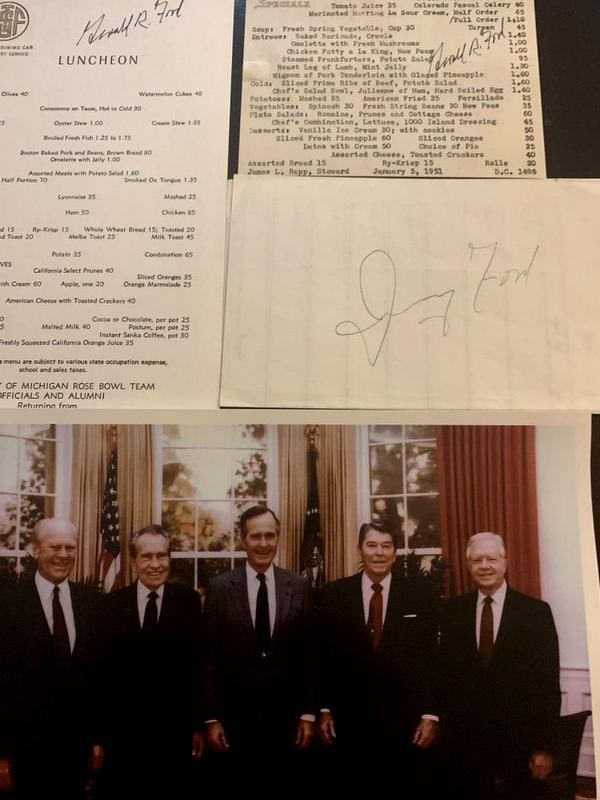 DINING CAR
Gerald R. Ford
LUNCHEON
Olives 40 Watermelon Cubes 40
Consomme en Tasse, Hot or Cold 30
Oyster Stew 1.00 Cream Stew 1.35
Broiled Fresh Fish 1.25 to 1.75
Boston Baked Pork and Beans, Brown Bread 80
Omelette with Jelly 1.00
Assorted Meats with Potato Salad 1.60
Half Portion 70 Smoked Ox Tongue 1.35
Lyonnaise 35 Mashed 25
Ham 50 Chicken 85
15 Ry-Krisp 15 Whole Wheat Bread 15; Toasted 20
Toast 20 Melba Toast 25 Milk Toast 45
Potato 35 Combination 65
VES
California Select Prunes 40
Sliced Oranges 35
ith Cream 60 Apple, one 20 Orange Marmalade 25
American Cheese with Toasted Crackers 40
Cocoa or Chocolate, per pot 25
Malted Milk 40 Postum, per pot 25
Instant Sanka Coffee, pot 30
Freshly Squeezed California Orange Juice 35
menu are subject to various state occupation expense,
school and sales taxes.
Y OF MICHIGAN ROSE BOWL TEAM
OFFICIALS AND ALUMNI
Returning from
SPECIALS Tomato Juice 35 Colorado Pascal Celery 40
Marinated Herring in Sour Cream, Half Order 65
/Full Order 1.10
Soup: Fresh Spring Vegetable, Cup 30 Tureen 45
Gerald R. Ford
Entrees: Baked Baricuda, Creole 1.40
Omelette with Fresh Mushrooms 1.00
Chicken Patty a la King, New Peas 1.00
Steamed Frankfurters, Potato Salad 95
Roast Leg of Lamb, Mint Jelly 1.30
Mignon of Pork Tenderloin with Glazed Pineapple 1.60
Cold: Sliced Prime Ribs of Beef, Potato Salad 1.60
Chef's Salad Bowl, Julienne of Ham, Hard Boiled Egg 1.40
Potatoes: Mashed 25 American Fried 35 Persillade 25
Vegetables: Spinach 30 Fresh String Beans 30 New Peas 35
Plate Salads: Romaine, Prunes and Cottage Cheese 60
Chef's Combination, Lettuce, 1000 Island Dressing 45
Desserts: Vanilla Ice Cream 30; with cookies 50
Sliced Fresh Pineapple 60 Sliced Oranges 30
Dates with Cream 50 Choice of Pie 35
Assorted Cheese, Toasted Crackers 40
Assorted Bread 15 Ry-Krisp 15 Rolls 20
James L. Repp, Steward January 5, 1951 D.C. 1496
Jerry Ford